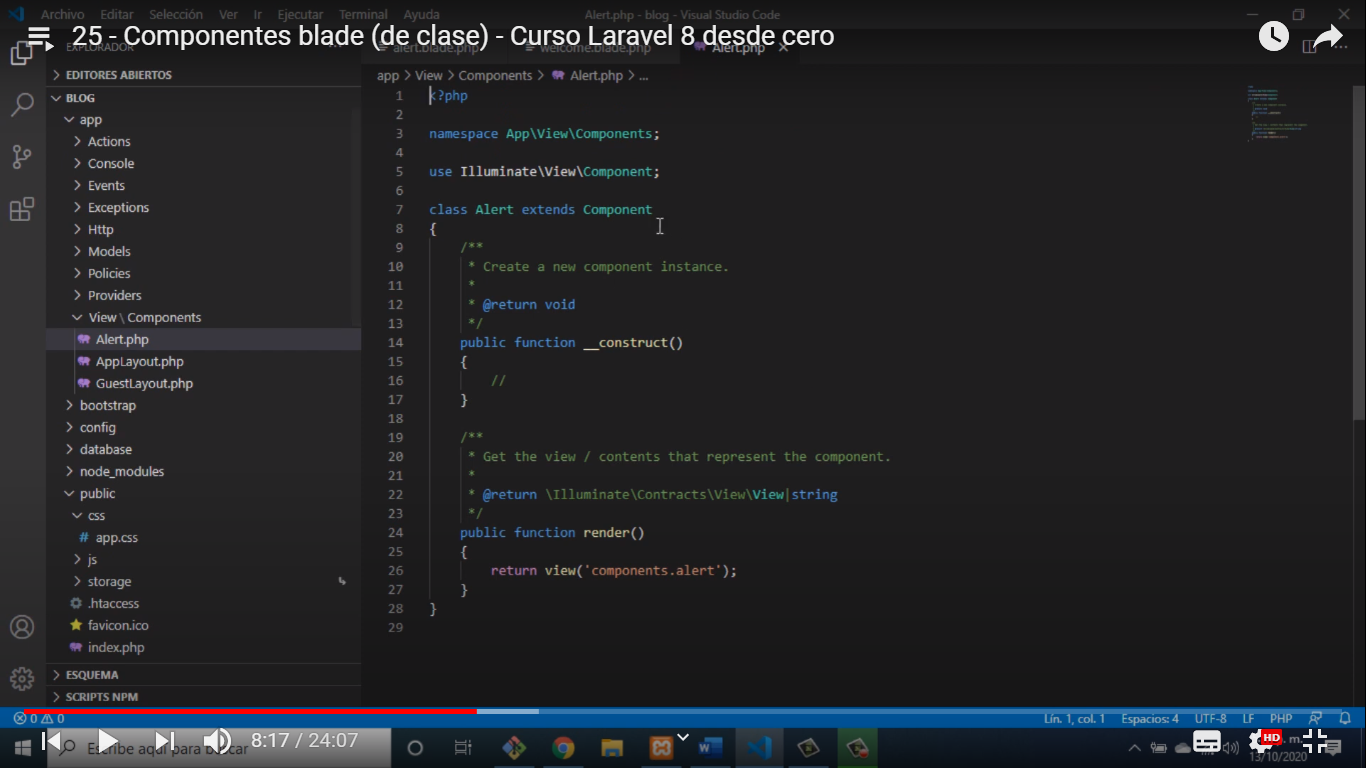 Archivo Editar Selección Ver Ir Ejecutar Terminal Ayuda
Alert.php - blog - Visual Studio Code
25 - Componentes blade (de clase) - Curso Laravel 8 desde cero
EXPLORADOR
alert.blade.php welcome.blade.php Alert.php
EDITORES ABIERTOS
BLOG
app
Actions
Console
Events
Exceptions
Http
Models
Policies
Providers
View \ Components
Alert.php
AppLayout.php
GuestLayout.php
bootstrap
config
database
node_modules
public
css
# app.css
js
storage
.htaccess
favicon.ico
index.php
ESQUEMA
SCRIPTS NPM
app > View > Components > Alert.php > ...
1 <?php
2
3 namespace App\View\Components;
4
5 use Illuminate\View\Component;
6
7 class Alert extends Component
8 {
9 /**
10 * Create a new component instance.
11 *
12 * @return void
13 */
14 public function __construct()
15 {
16 //
17 }
18
19 /**
20 * Get the view / contents that represent the component.
21 *
22 * @return \Illuminate\Contracts\View\View|string
23 */
24 public function render()
25 {
26 return view('components.alert');
27 }
28 }
29
0 0
Lín. 1, col. 1 Espacios: 4 UTF-8 LF PHP
Escribe aquí para buscar
8:17 / 24:07
HD
13/10/2020